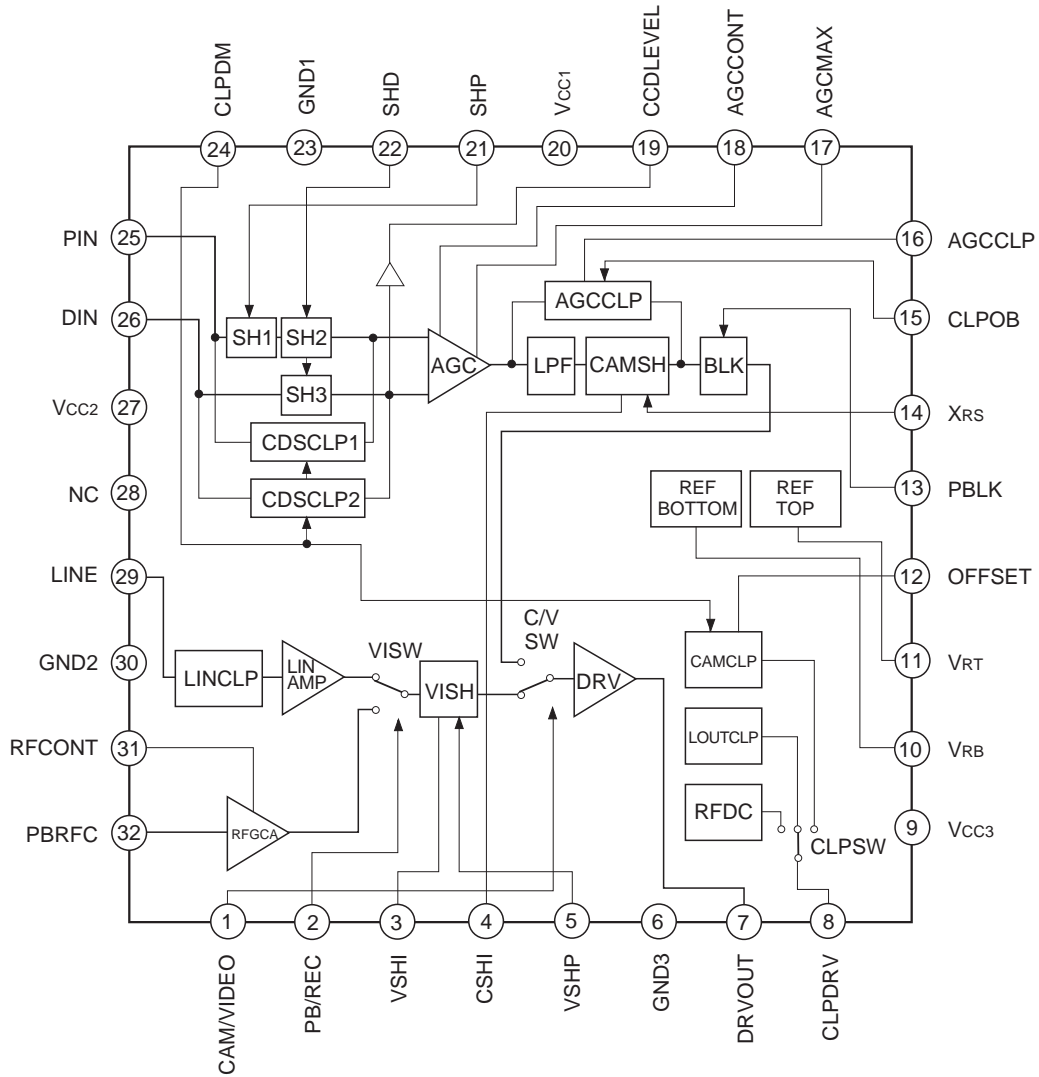 CLPDM
GND1
SHD
SHP
VCC1
CCDLEVEL
AGCCONT
AGCMAX
24
23
22
21
20
19
18
17
PIN
25
16
AGCCLP
DIN
26
AGCCLP
15
CLPOB
SH1
SH2
AGC
LPF
CAMSH
BLK
SH3
VCC2
27
14
XRS
CDSCLP1
NC
28
CDSCLP2
REF
BOTTOM
REF
TOP
13
PBLK
LINE
29
12
OFFSET
C/V
SW
GND2
30
LINCLP
LIN
AMP
VISW
VISH
DRV
CAMCLP
11
VRT
RFCONT
31
LOUTCLP
10
VRB
PBRFC
32
RFGCA
RFDC
CLPSW
9
VCC3
1
2
3
4
5
6
7
8
CAM/VIDEO
PB/REC
VSHI
CSHI
VSHP
GND3
DRVOUT
CLPDRV